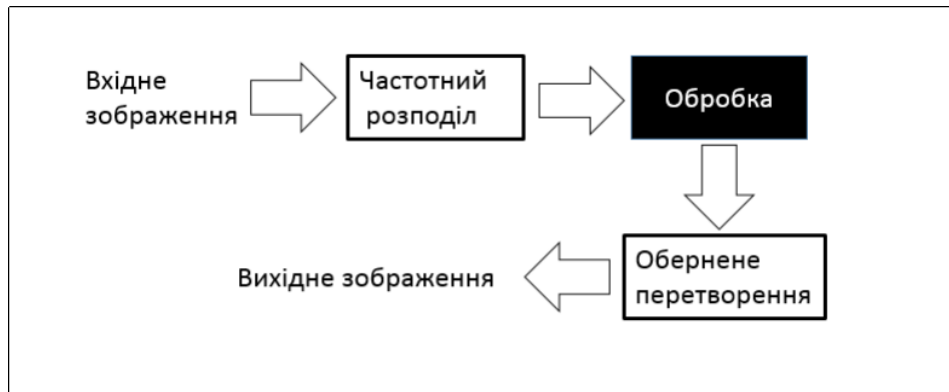 Вхідне
зображення
Частотний
розподіл
Обробка
Обернене
перетворення
Вихідне зображення